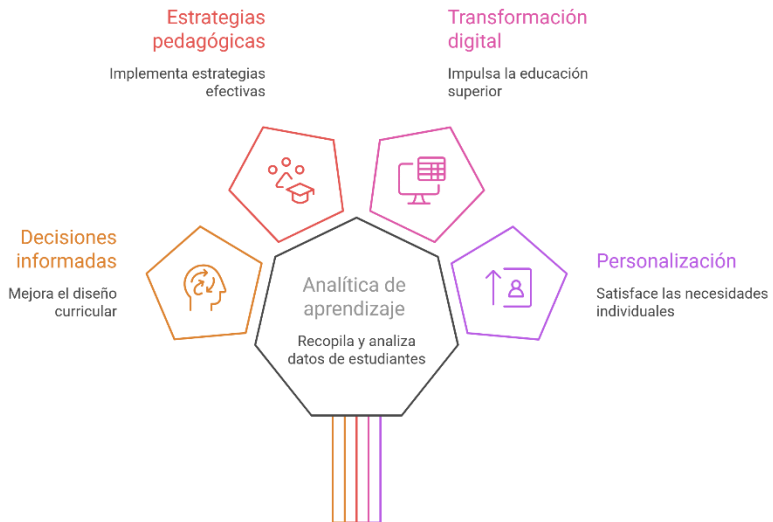 Estrategias
pedagógicas
Implementa estrategias
efectivas
Transformación
digital
Impulsa la educación
superior
Decisiones
informadas
Mejora el diseño
curricular
Analítica de
aprendizaje
Recopila y analiza
datos de estudiantes
Personalización
Satisface las necesidades
individuales